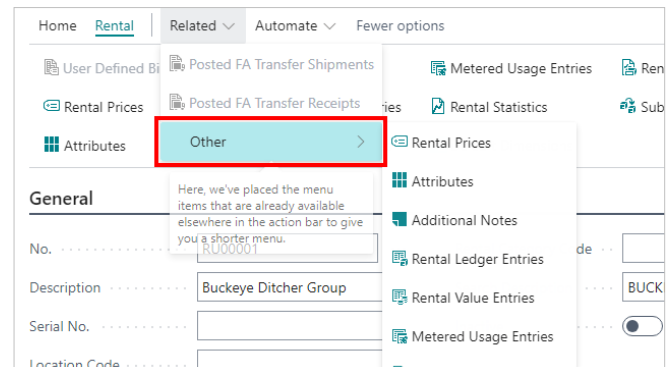 Home Rental Related Automate Fewer options
User Defined Bi Posted FA Transfer Shipments Metered Usage Entries Ren
Rental Prices Posted FA Transfer Receipts ries Rental Statistics Sub
Attributes Other Rental Prices
Attributes
Additional Notes
Rental Ledger Entries
Rental Value Entries
Metered Usage Entries
Here, we've placed the menu
items that are already available
elsewhere in the action bar to give
you a shorter menu.
General
No. RU00001 de
Description Buckeye Ditcher Group BUCK
Serial No.
Location Code